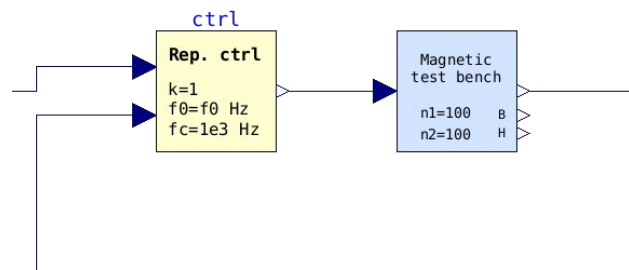 ctrl
Rep. ctrl
k=1
f0=f0 Hz
fc=1e3 Hz
Magnetic
test bench
n1=100 B
n2=100 H